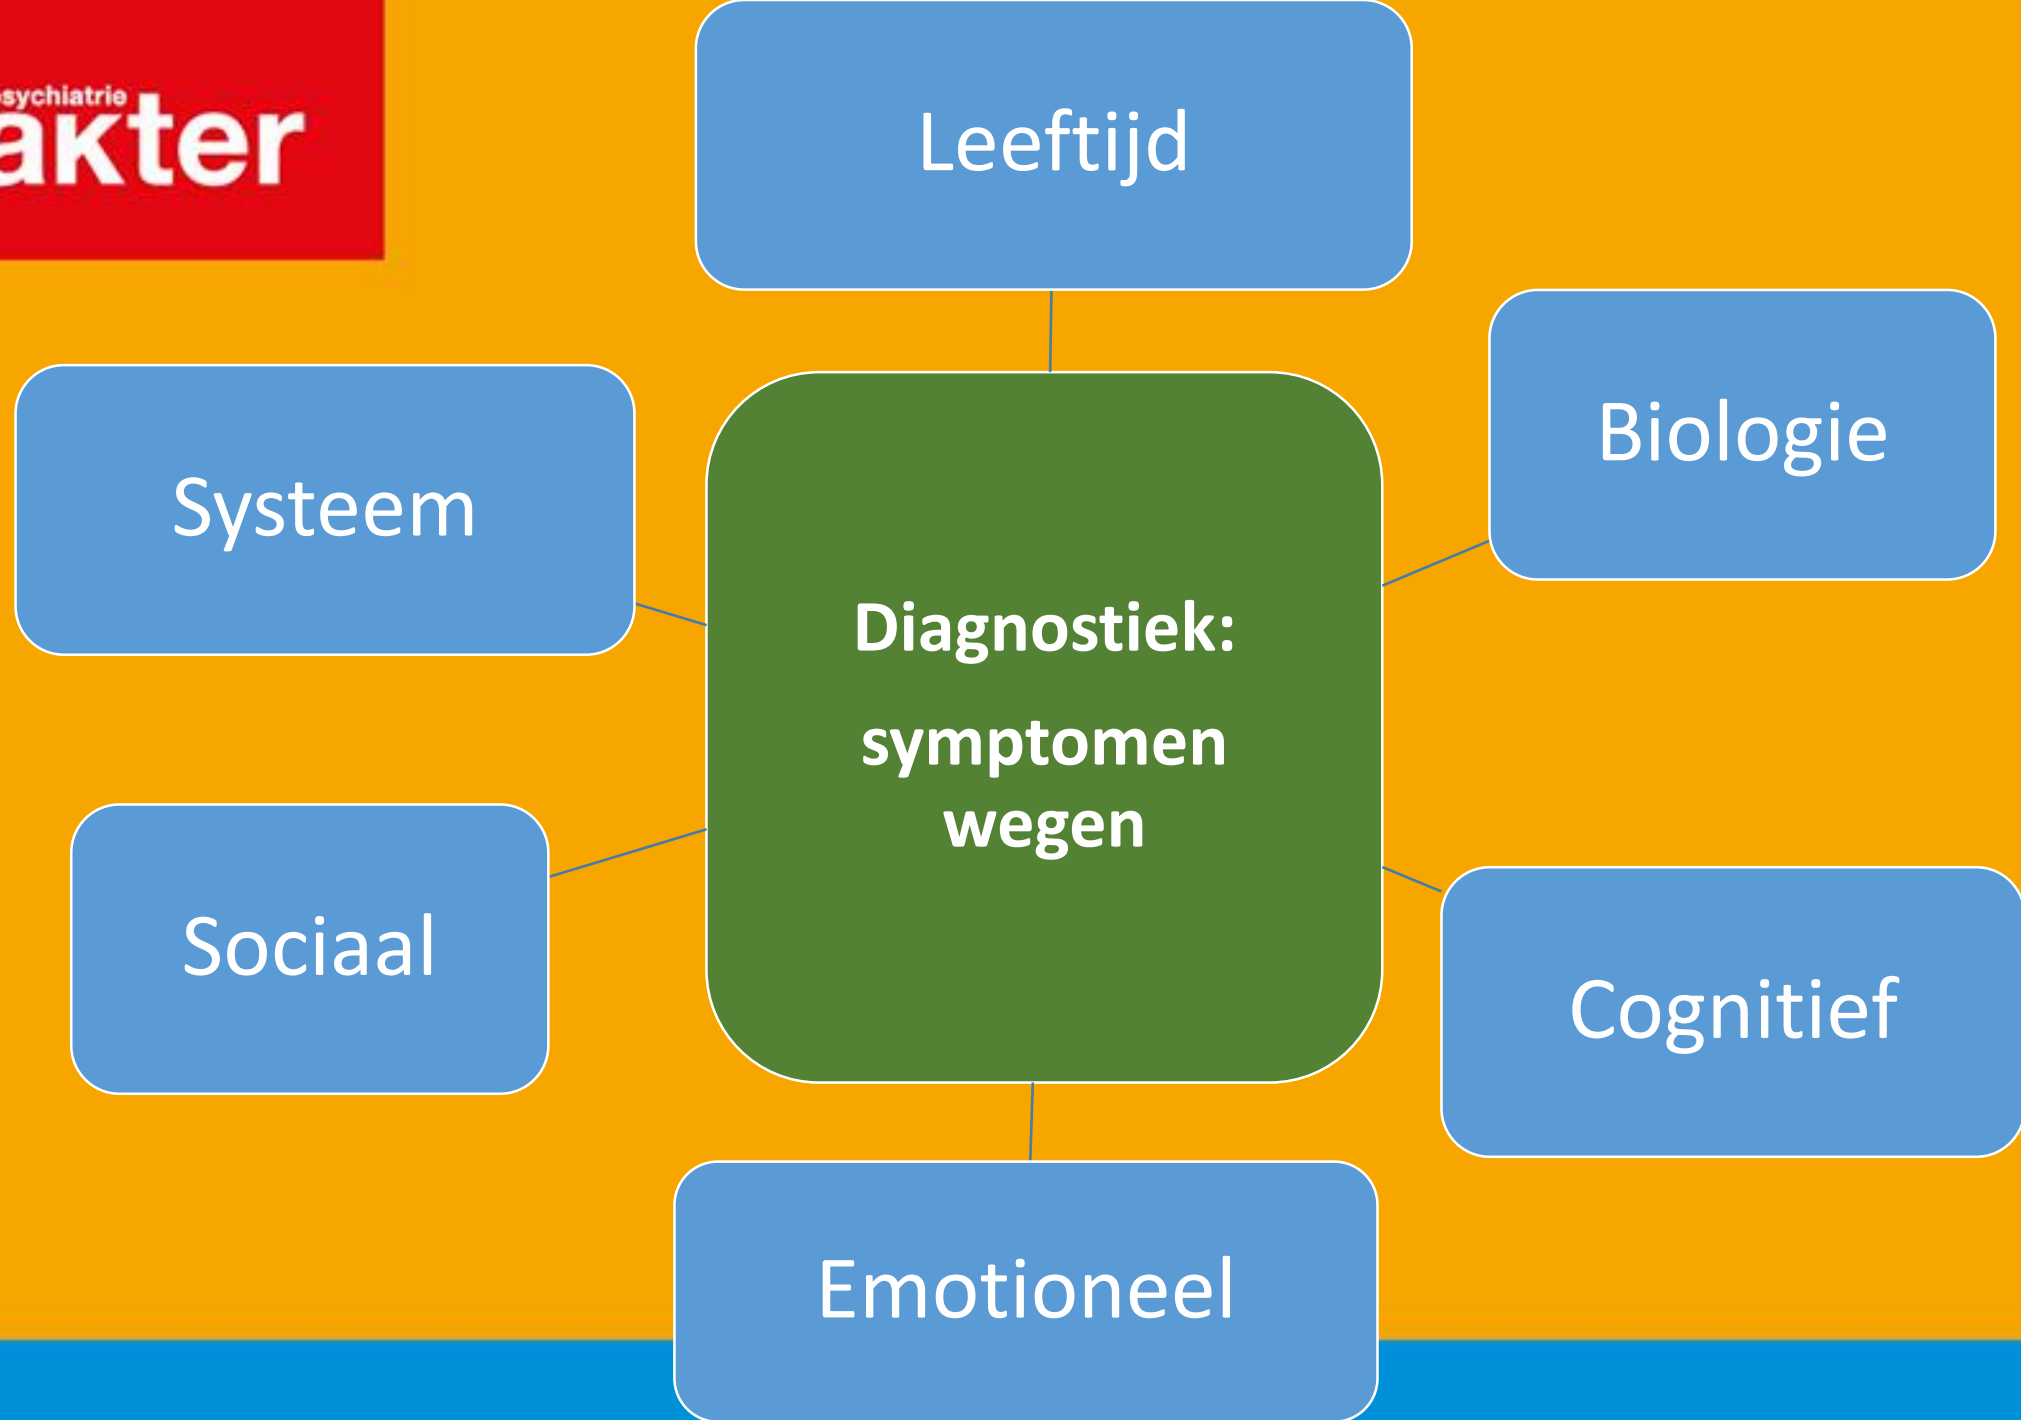 sychiatrie
akter
Leeftijd
Biologie
Systeem
Diagnostiek:
symptomen
wegen
Sociaal
Cognitief
Emotioneel